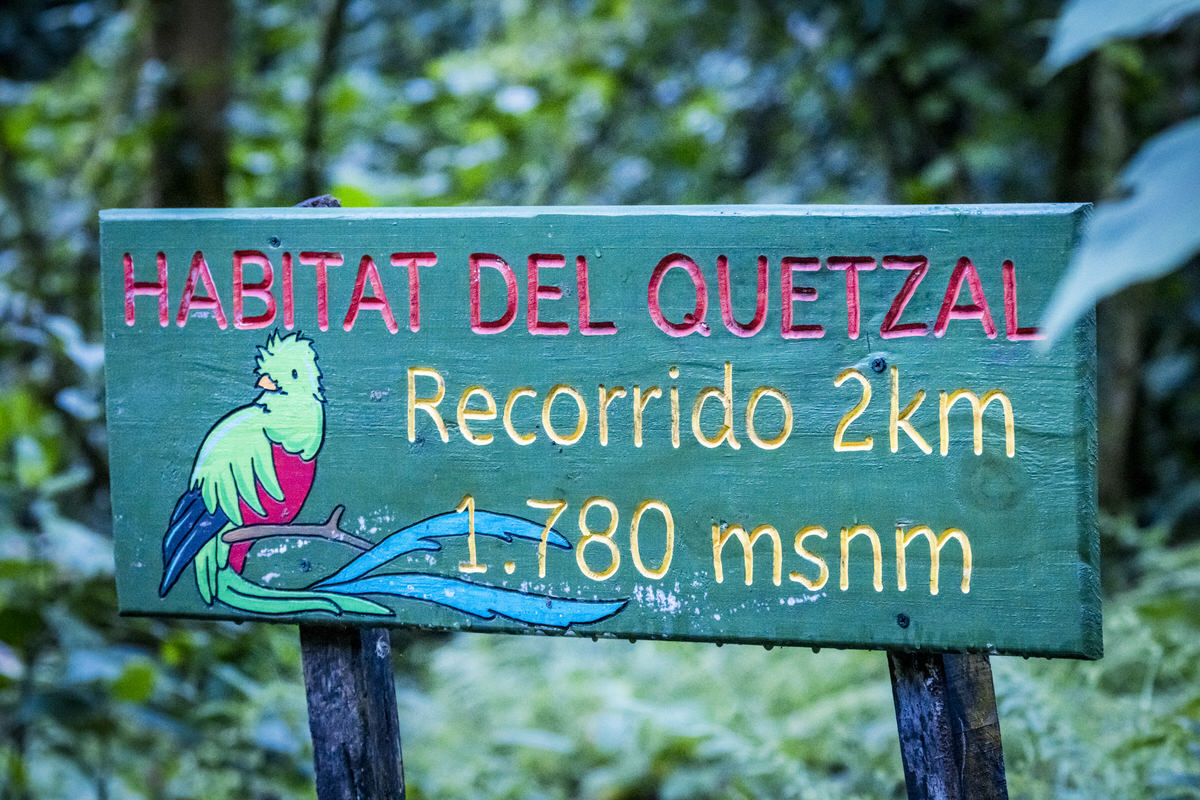 HABITAT DEL QUETZAL
Recorrido 2km
1.780 msnm